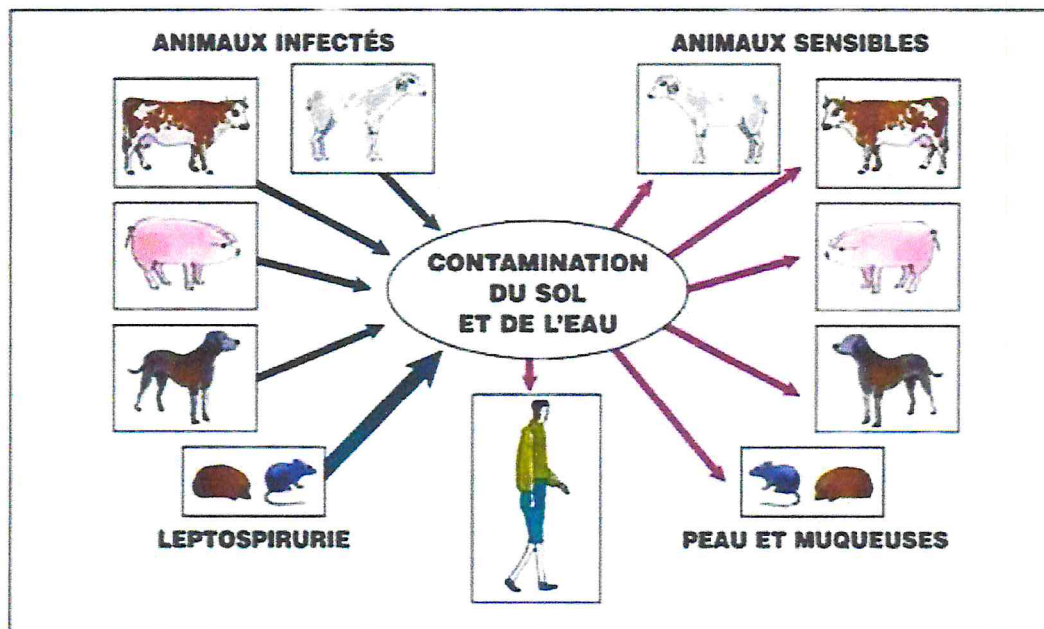 ANIMAUX INFECTÉS
ANIMAUX SENSIBLES
CONTAMINATION
DU SOL
ET DE L'EAU
LEPTOSPIRURIE
PEAU ET MUQUEUSES